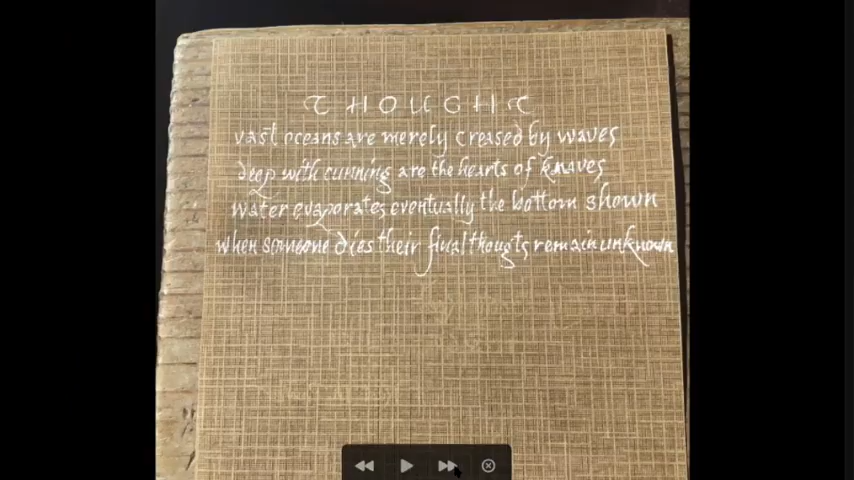 THOUGHT
vast oceans are merely creased by waves
deep with cunning are the hearts of knaves
water evaporates eventually the bottom shown
when someone dies their final thougts remain unknown